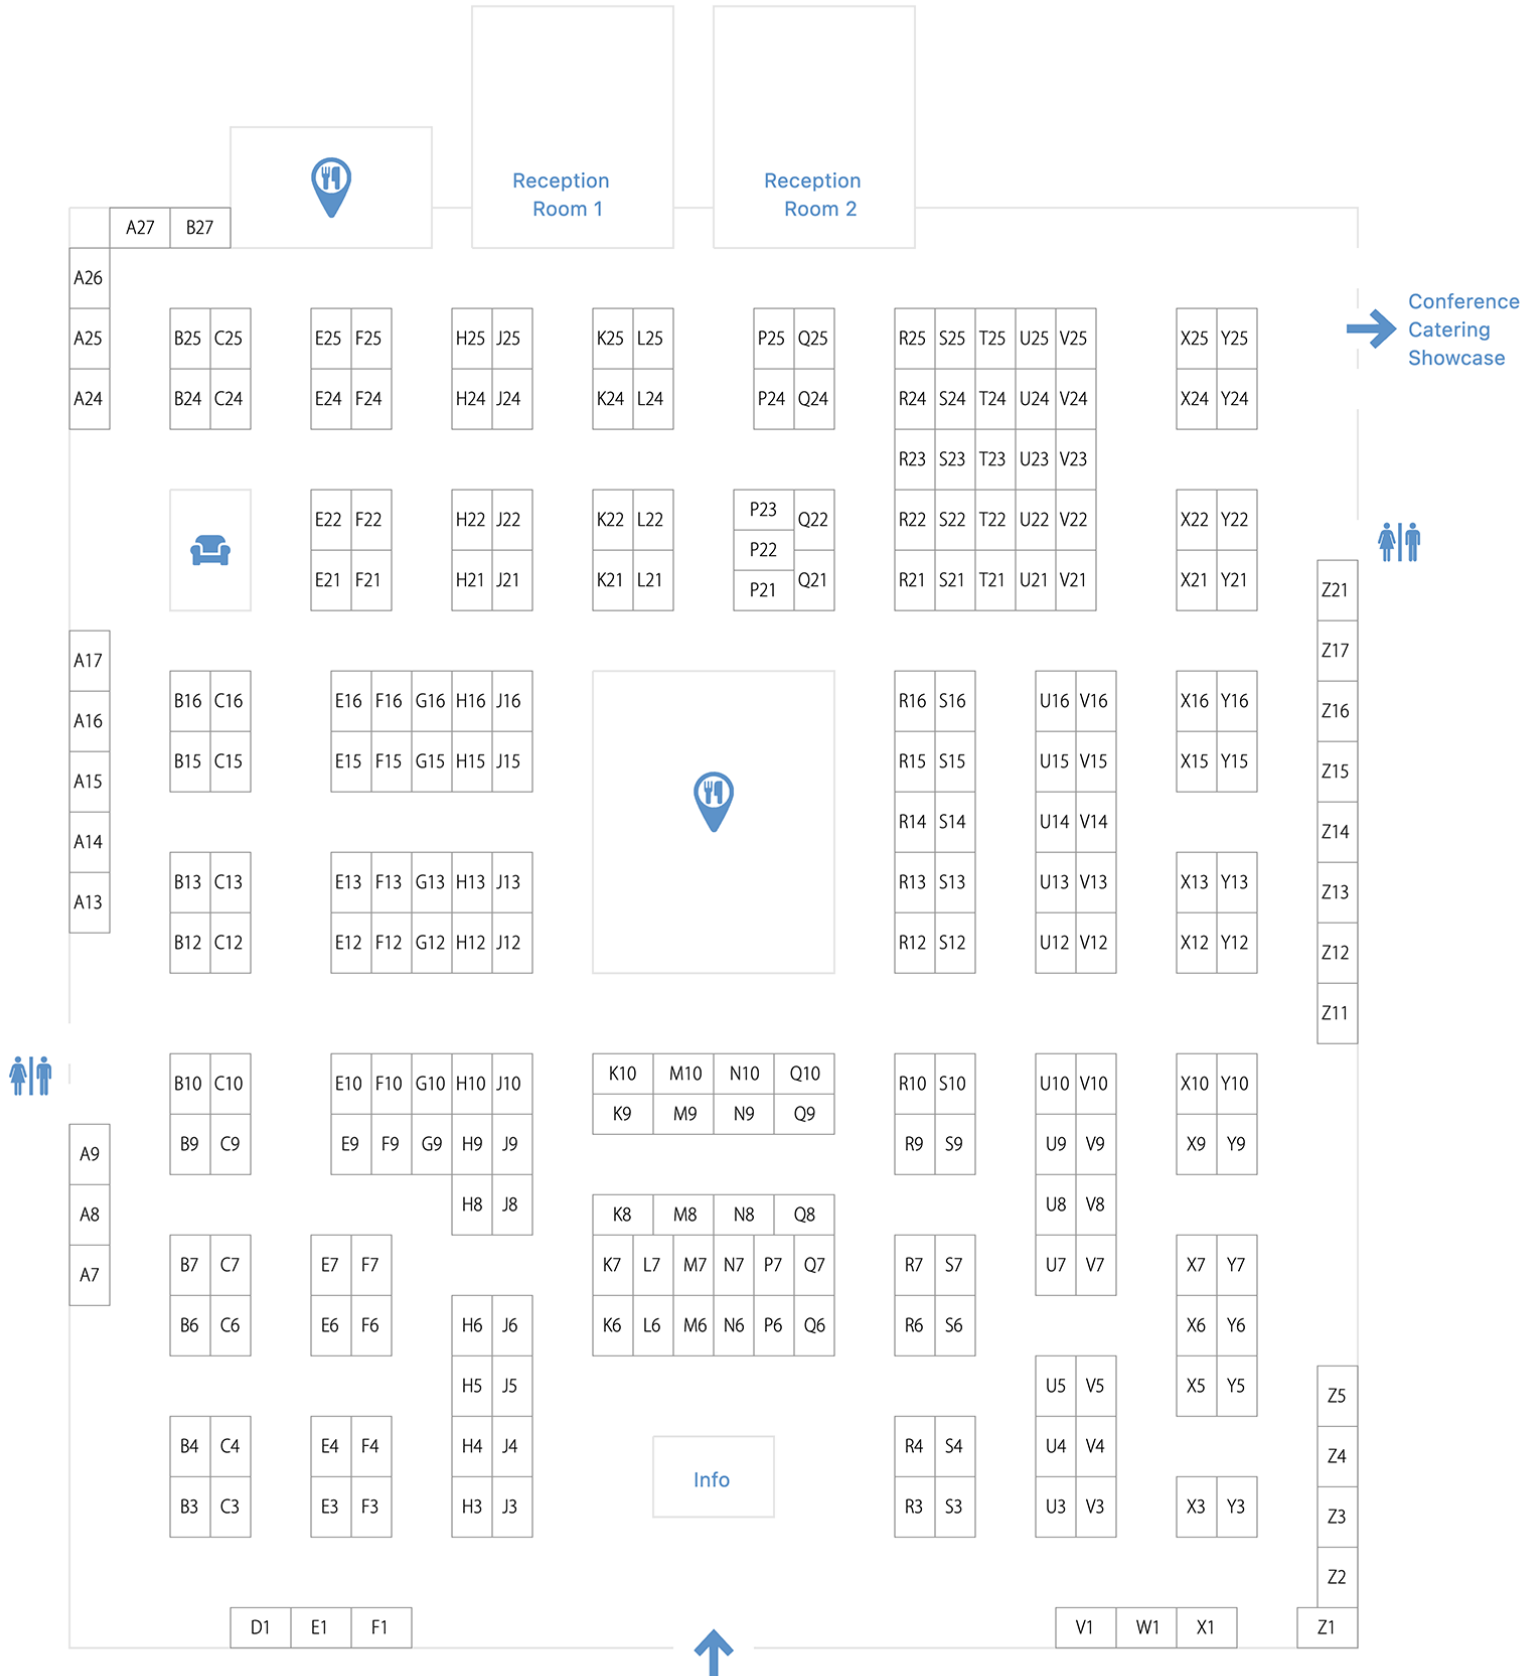 Reception
Room 1
Reception
Room 2
A27 B27
A26
Conference
Catering
Showcase
A25 B25 C25 E25 F25 H25 J25 K25 L25 P25 Q25 R25 S25 T25 U25 V25 X25 Y25
A24 B24 C24 E24 F24 H24 J24 K24 L24 P24 Q24 R24 S24 T24 U24 V24 X24 Y24
R23 S23 T23 U23 V23
P23
E22 F22 H22 J22 K22 L22 Q22 R22 S22 T22 U22 V22 X22 Y22
P22
E21 F21 H21 J21 K21 L21 P21 Q21 R21 S21 T21 U21 V21 X21 Y21 Z21
A17 Z17
B16 C16 E16 F16 G16 H16 J16 R16 S16 U16 V16 X16 Y16 Z16
A16
B15 C15 E15 F15 G15 H15 J15 R15 S15 U15 V15 X15 Y15 Z15
A15
R14 S14 U14 V14 Z14
A14
B13 C13 E13 F13 G13 H13 J13 R13 S13 U13 V13 X13 Y13 Z13
A13
B12 C12 E12 F12 G12 H12 J12 R12 S12 U12 V12 X12 Y12 Z12
Z11
K10 M10 N10 Q10
B10 C10 E10 F10 G10 H10 J10 R10 S10 U10 V10 X10 Y10
K9 M9 N9 Q9
A9 B9 C9 E9 F9 G9 H9 J9 R9 S9 U9 V9 X9 Y9
H8 J8 U8 V8
A8 K8 M8 N8 Q8
A7 B7 C7 E7 F7 K7 L7 M7 N7 P7 Q7 R7 S7 U7 V7 X7 Y7
B6 C6 E6 F6 H6 J6 K6 L6 M6 N6 P6 Q6 R6 S6 X6 Y6
H5 J5 U5 V5 X5 Y5 Z5
B4 C4 E4 F4 H4 J4 R4 S4 U4 V4 Z4
Info
B3 C3 E3 F3 H3 J3 R3 S3 U3 V3 X3 Y3 Z3
Z2
D1 E1 F1 V1 W1 X1 Z1